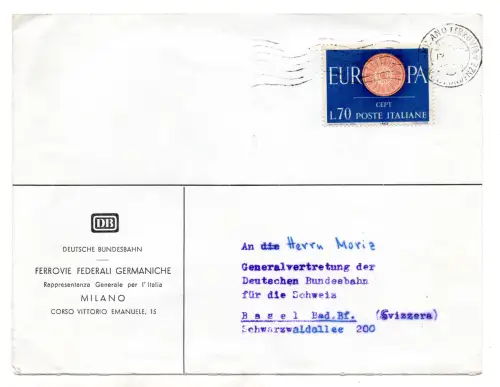 EUROPA
CEPT
L.70 POSTE ITALIANE
DB
DEUTSCHE BUNDESBAHN
FERROVIE FEDERALI GERMANICHE
Rappresentanza Generale per l'Italia
MILANO
CORSO VITTORIO EMANUELE, 15
An die Herrn Moriz
Generalvertretung der
Deutschen Bundesbahn
für die Schweiz
Basel Bad.Bf. (Svizzera)
Schwarzwaldallee 200